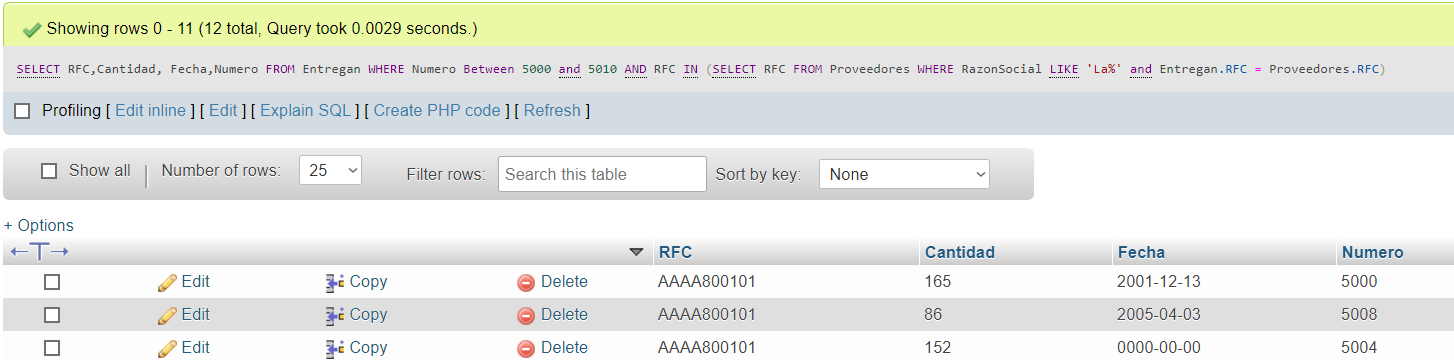 Showing rows 0 - 11 (12 total, Query took 0.0029 seconds.)
SELECT RFC,Cantidad, Fecha,Numero FROM Entregan WHERE Numero Between 5000 and 5010 AND RFC IN (SELECT RFC FROM Proveedores WHERE RazonSocial LIKE 'La%' and Entregan.RFC = Proveedores.RFC)
Profiling [ Edit inline ] [ Edit ] [ Explain SQL ] [ Create PHP code ] [ Refresh ]
Show all Number of rows: 25 Filter rows: Search this table Sort by key: None
+ Options
←T→ RFC Cantidad Fecha Numero
Edit Copy Delete AAAA800101 165 2001-12-13 5000
Edit Copy Delete AAAA800101 86 2005-04-03 5008
Edit Copy Delete AAAA800101 152 0000-00-00 5004